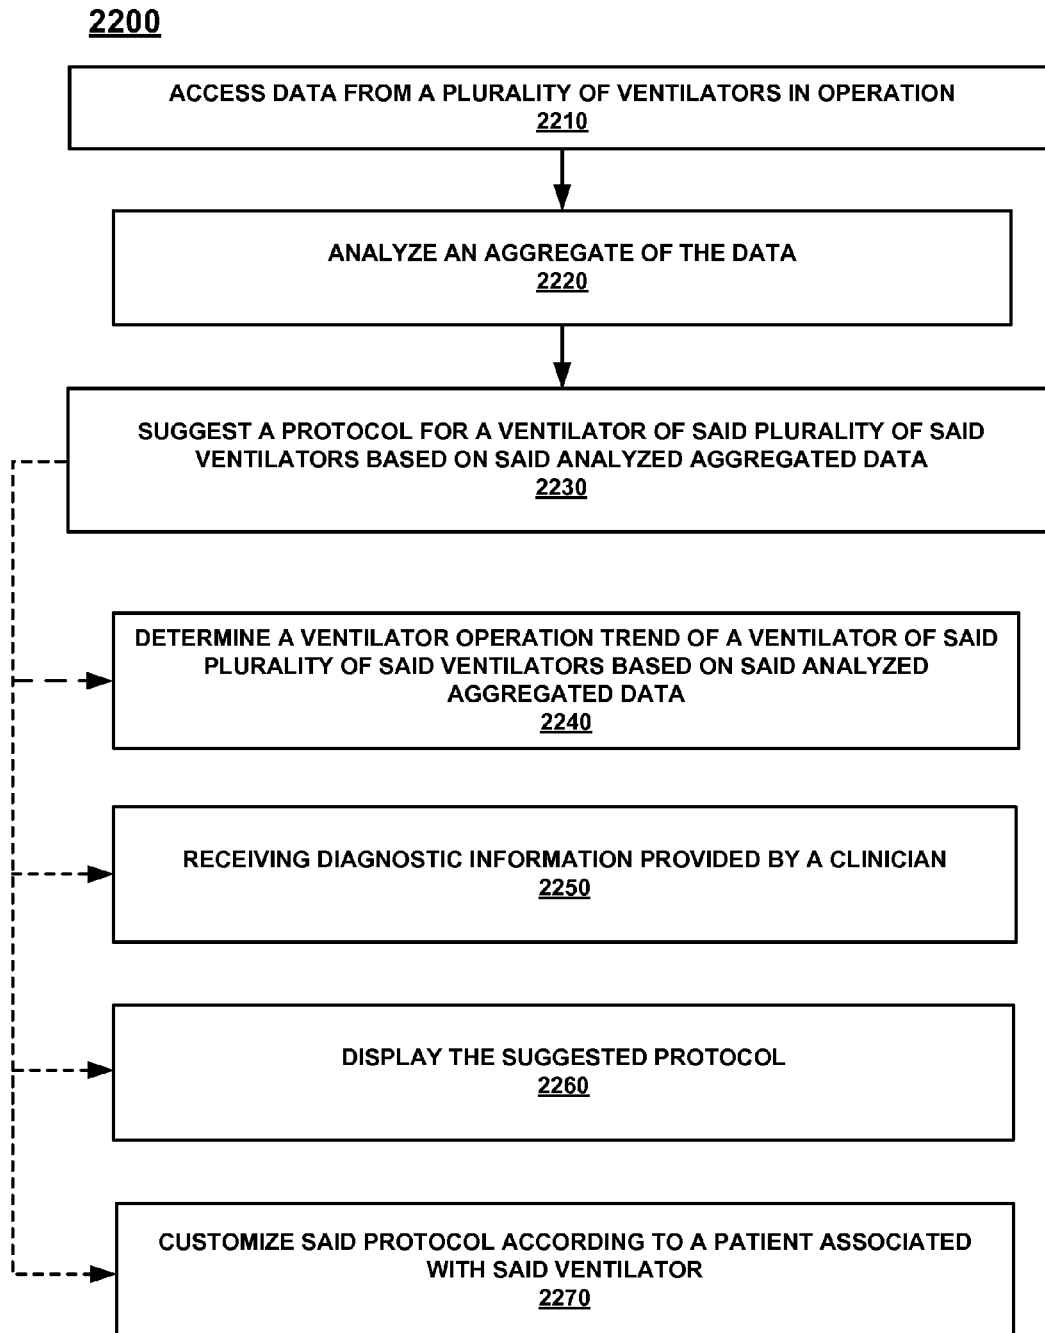 2200
ACCESS DATA FROM A PLURALITY OF VENTILATORS IN OPERATION
2210
ANALYZE AN AGGREGATE OF THE DATA
2220
SUGGEST A PROTOCOL FOR A VENTILATOR OF SAID PLURALITY OF SAID
VENTILATORS BASED ON SAID ANALYZED AGGREGATED DATA
2230
DETERMINE A VENTILATOR OPERATION TREND OF A VENTILATOR OF SAID
PLURALITY OF SAID VENTILATORS BASED ON SAID ANALYZED
AGGREGATED DATA
2240
RECEIVING DIAGNOSTIC INFORMATION PROVIDED BY A CLINICIAN
2250
DISPLAY THE SUGGESTED PROTOCOL
2260
CUSTOMIZE SAID PROTOCOL ACCORDING TO A PATIENT ASSOCIATED
WITH SAID VENTILATOR
2270